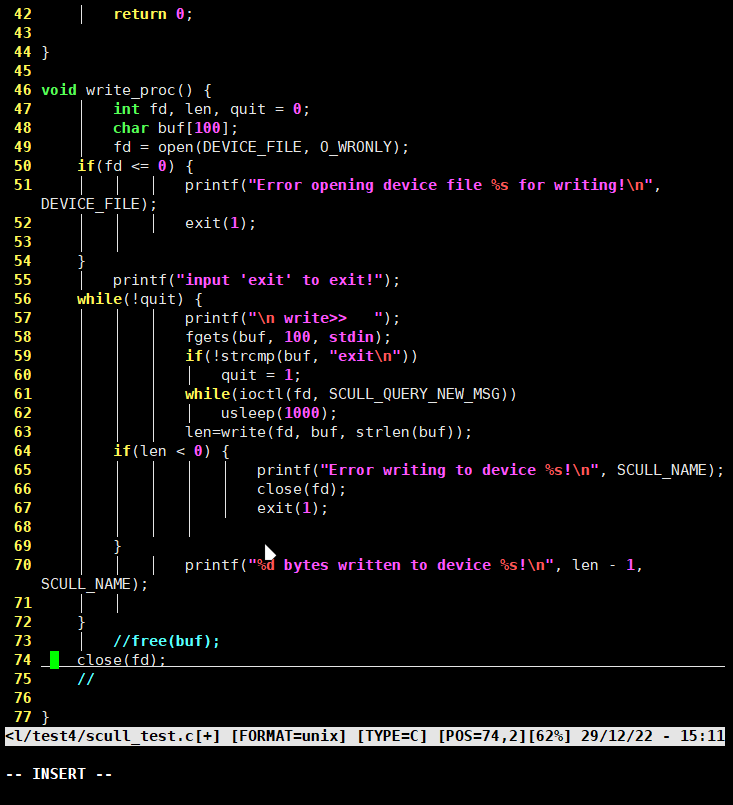 42 return 0;
43
44 }
45
46 void write_proc() {
47 int fd, len, quit = 0;
48 char buf[100];
49 fd = open(DEVICE_FILE, O_WRONLY);
50 if(fd <= 0) {
51 printf("Error opening device file %s for writing!\n",
DEVICE_FILE);
52 exit(1);
53
54 }
55 printf("input 'exit' to exit!");
56 while(!quit) {
57 printf("\n write>>   ");
58 fgets(buf, 100, stdin);
59 if(!strcmp(buf, "exit\n"))
60 quit = 1;
61 while(ioctl(fd, SCULL_QUERY_NEW_MSG))
62 usleep(1000);
63 len=write(fd, buf, strlen(buf));
64 if(len < 0) {
65 printf("Error writing to device %s!\n", SCULL_NAME);
66 close(fd);
67 exit(1);
68
69 }
70 printf("%d bytes written to device %s!\n", len - 1,
SCULL_NAME);
71
72 }
73 //free(buf);
74 close(fd);
75 //
76
77 }
<l/test4/scull_test.c[+] [FORMAT=unix] [TYPE=C] [POS=74,2][62%] 29/12/22 - 15:11
-- INSERT --